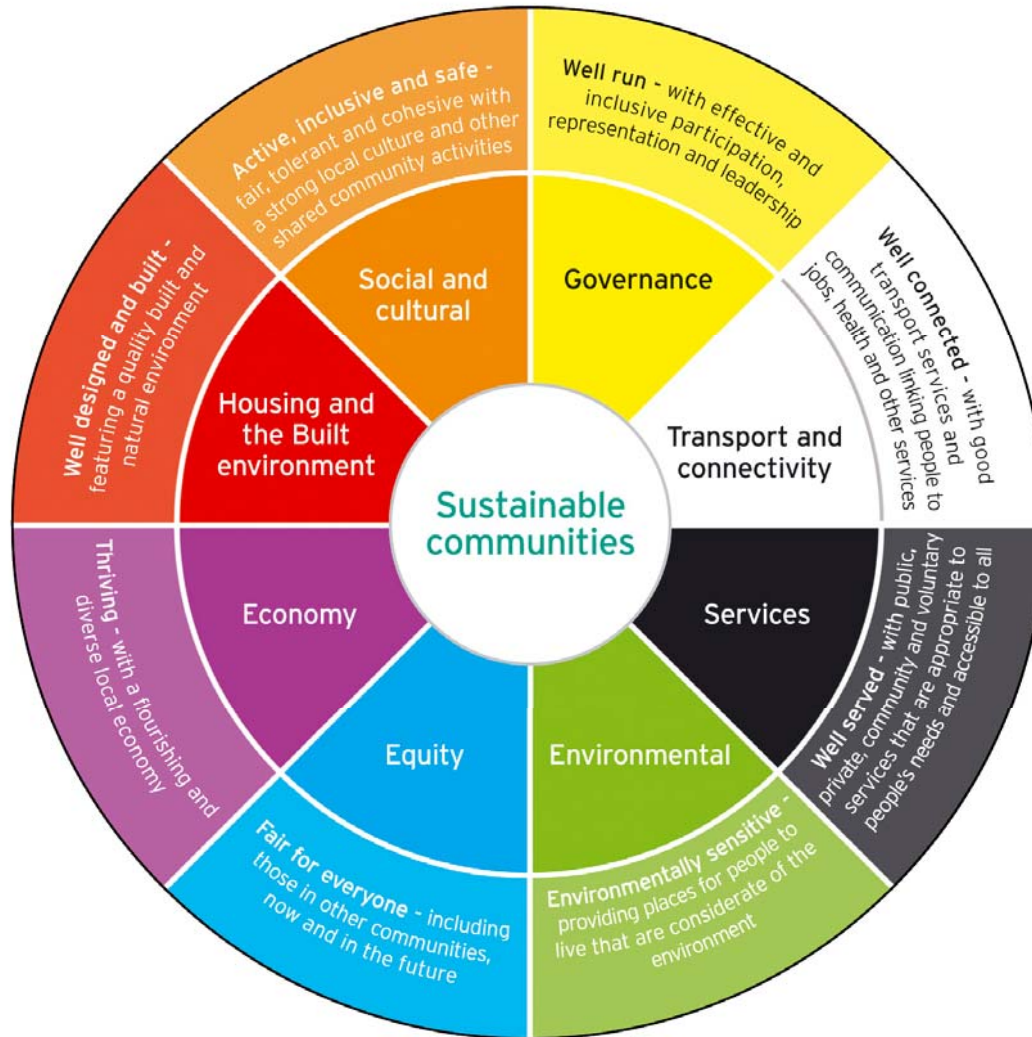 Sustainable
communities
Governance
Well run - with effective and
inclusive participation,
representation and leadership
Transport and
connectivity
Well connected - with good
transport services and
communication linking people to
jobs, health and other services
Services
Well served - with public,
private, community and voluntary
services that are appropriate to
people's needs and accessible to all
Environmental
Environmentally sensitive -
providing places for people to
live that are considerate of the
environment
Equity
Fair for everyone - including
those in other communities,
now and in the future
Economy
Thriving - with a flourishing and
diverse local economy
Housing and
the Built
environment
Well designed and built -
featuring a quality built and
natural environment
Social and
cultural
Active, inclusive and safe -
fair, tolerant and cohesive with
a strong local culture and other
shared community activities